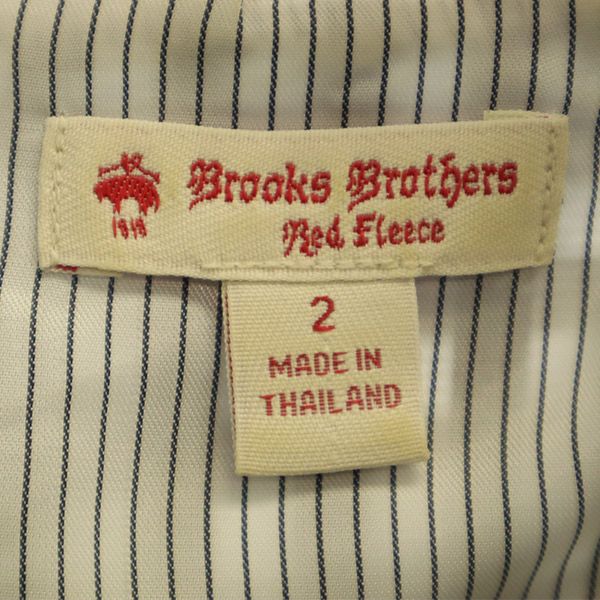 Brooks Brothers
1818
Red Fleece
2
MADE IN
THAILAND